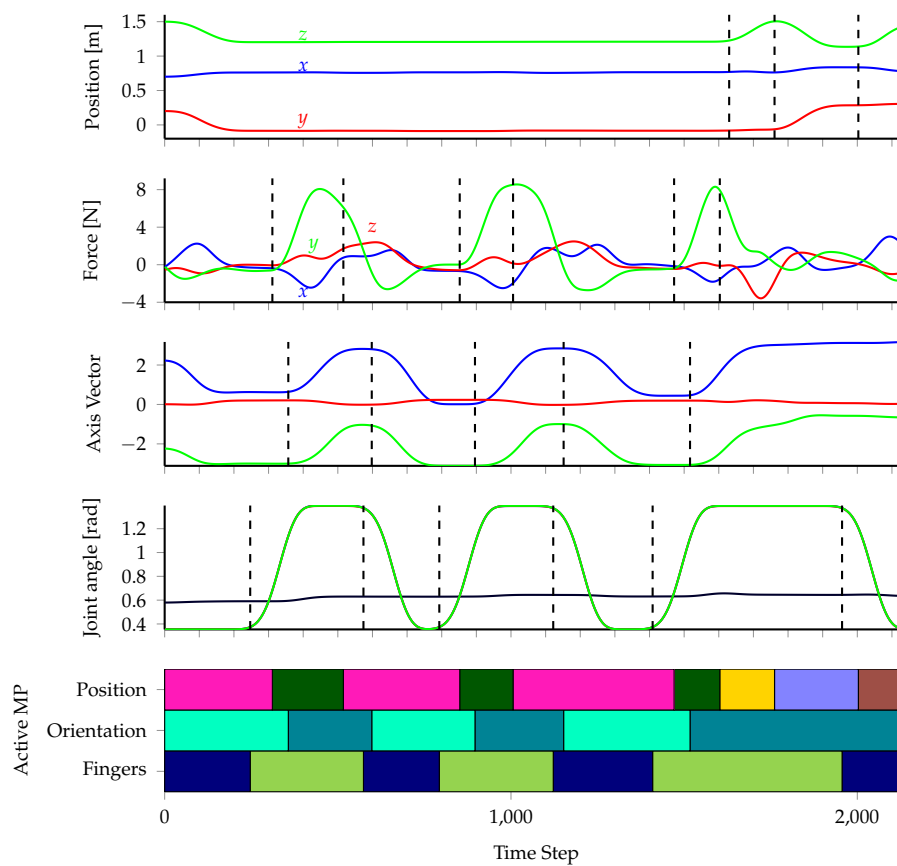 Position [m]
1.5
1
0.5
0
z
x
y
Force [N]
8
4
0
−4
y
z
x
Axis Vector
2
0
−2
Joint angle [rad]
1.2
1
0.8
0.6
0.4
Active MP
Position
Orientation
Fingers
0 1,000 2,000
Time Step